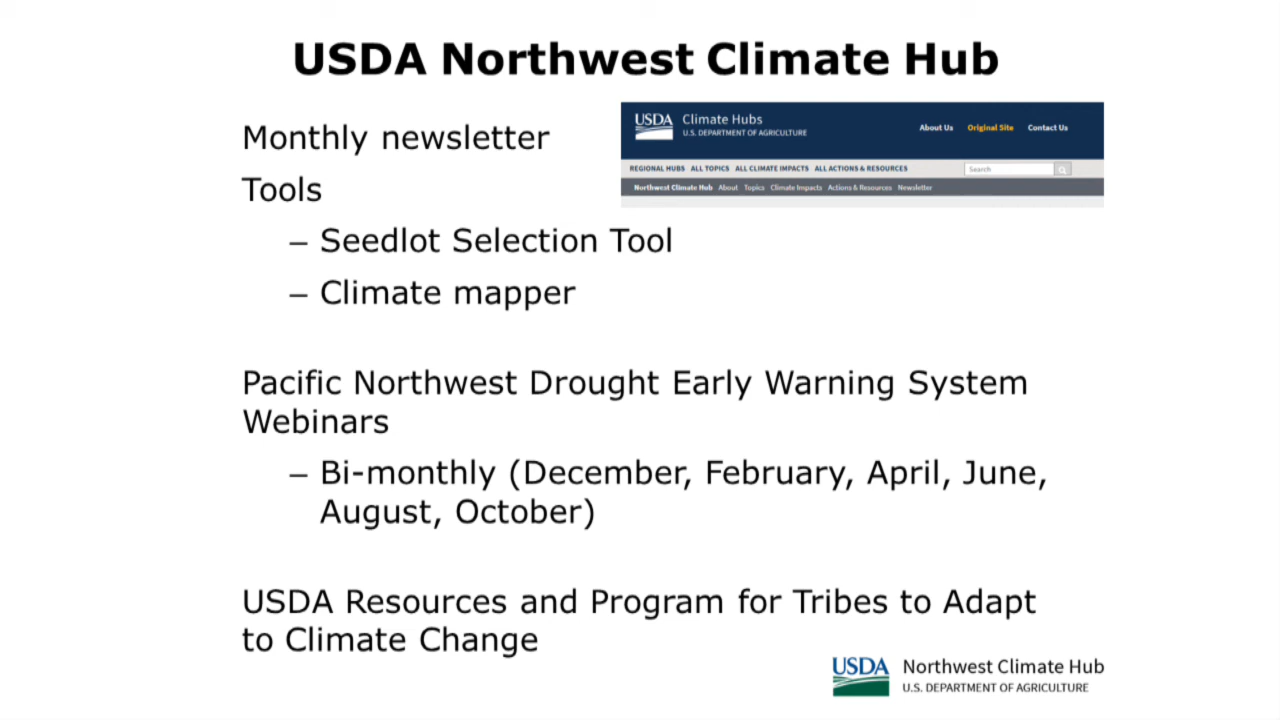 USDA Northwest Climate Hub
Monthly newsletter
Tools
– Seedlot Selection Tool
– Climate mapper
USDA Climate Hubs
U.S. DEPARTMENT OF AGRICULTURE
About Us Original Site Contact Us
REGIONAL HUBS ALL TOPICS ALL CLIMATE IMPACTS ALL ACTIONS & RESOURCES Search
Northwest Climate Hub About Topics Climate Impacts Actions & Resources Newsletter
Pacific Northwest Drought Early Warning System
Webinars
– Bi-monthly (December, February, April, June,
August, October)
USDA Resources and Program for Tribes to Adapt
to Climate Change
USDA Northwest Climate Hub
U.S. DEPARTMENT OF AGRICULTURE